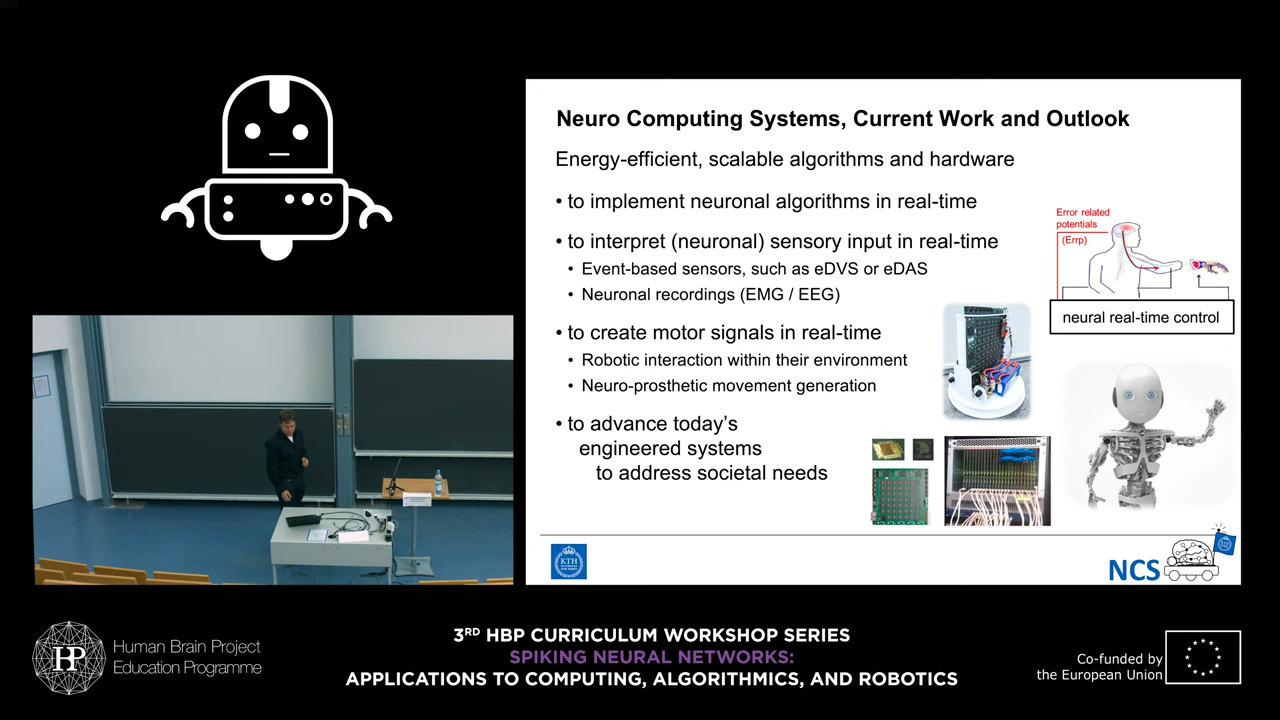 Neuro Computing Systems, Current Work and Outlook
Energy-efficient, scalable algorithms and hardware
• to implement neuronal algorithms in real-time
• to interpret (neuronal) sensory input in real-time
• Event-based sensors, such as eDVS or eDAS
• Neuronal recordings (EMG / EEG)
• to create motor signals in real-time
• Robotic interaction within their environment
• Neuro-prosthetic movement generation
• to advance today's
engineered systems
to address societal needs
Error related
potentials
(Errp)
neural real-time control
KTH
NCS
HP
Human Brain Project
Education Programme
3RD HBP CURRICULUM WORKSHOP SERIES
SPIKING NEURAL NETWORKS:
APPLICATIONS TO COMPUTING, ALGORITHMICS, AND ROBOTICS
Co-funded by
the European Union